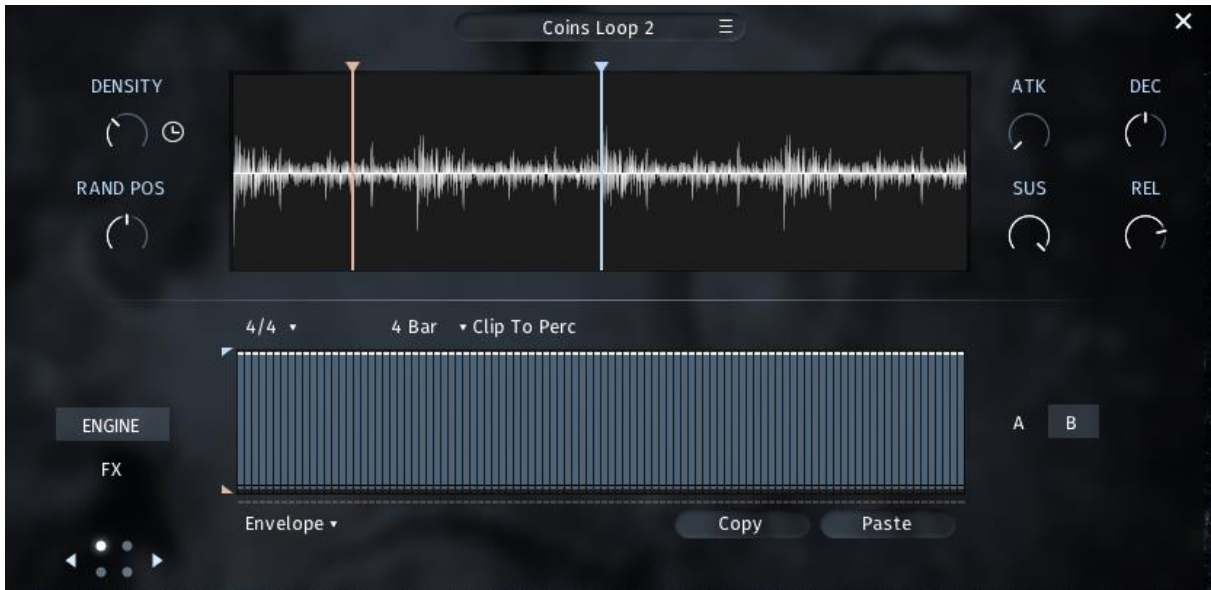 Coins Loop 2
DENSITY
ATK DEC
RAND POS
SUS REL
4/4 4 Bar Clip To Perc
ENGINE
A B
FX
Envelope Copy Paste